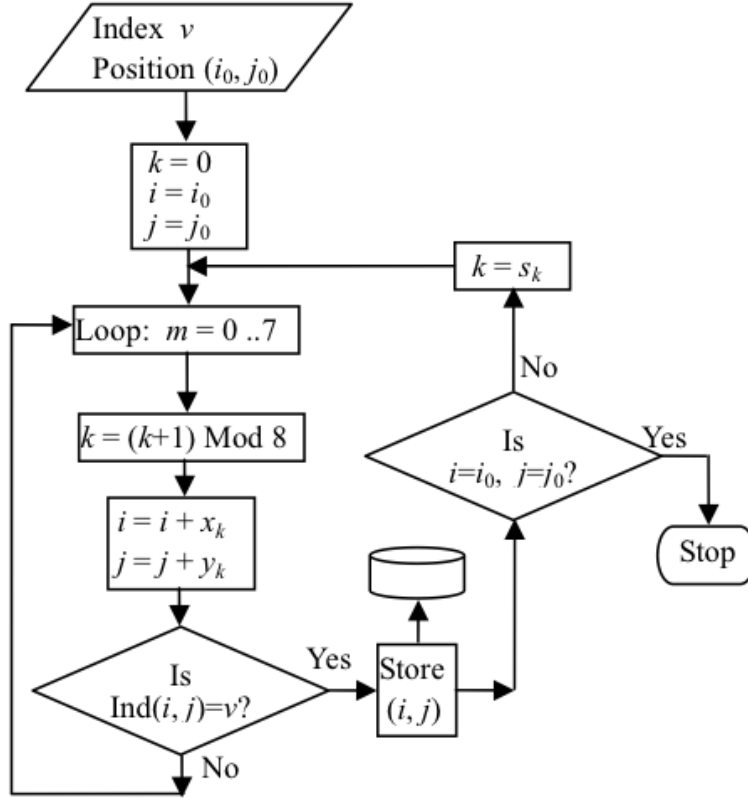 Index v
Position (i₀, j₀)
k = 0
i = i₀
j = j₀
k = sₖ
Loop: m = 0 ..7
No
k = (k+1) Mod 8
Is
i=i₀, j=j₀?
Yes
i = i + xₖ
j = j + yₖ
Stop
Is
Ind(i, j)=v?
Yes
Store
(i, j)
No